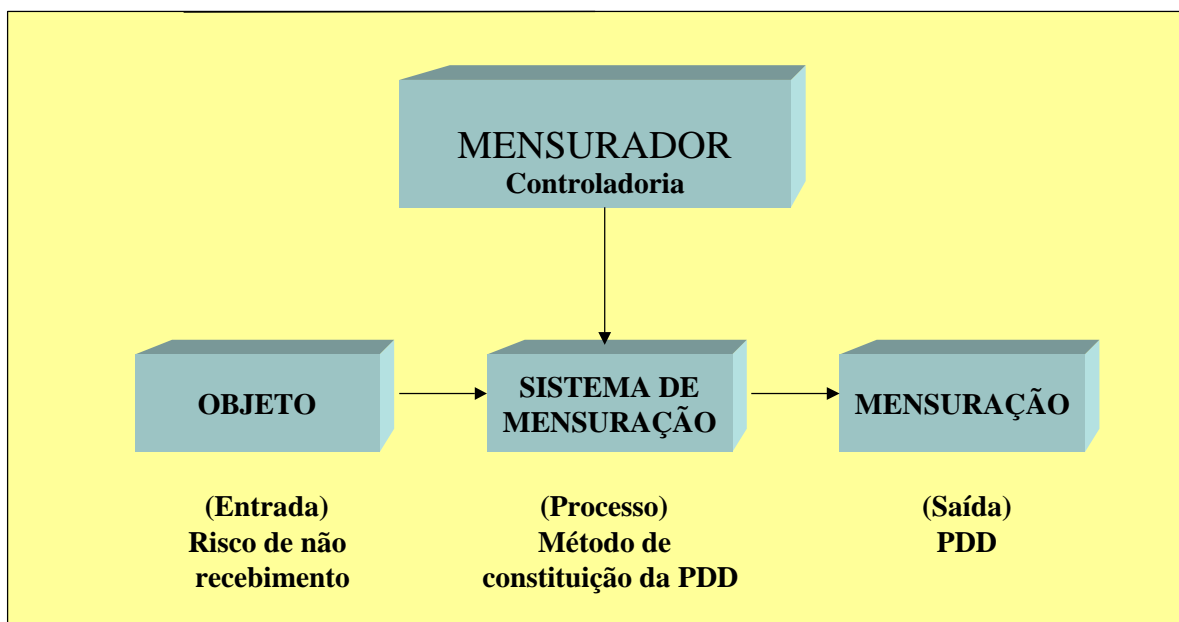 MENSURADOR
Controladoria
OBJETO
SISTEMA DE
MENSURAÇÃO
MENSURAÇÃO
(Entrada)
Risco de não
recebimento
(Processo)
Método de
constituição da PDD
(Saída)
PDD